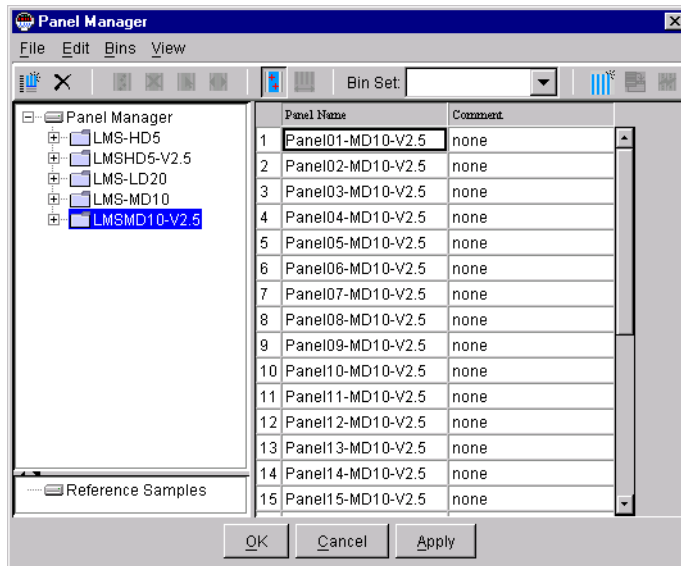 Panel Manager
File Edit Bins View
Bin Set:
Panel Manager
LMS-HD5
LMSHD5-V2.5
LMS-LD20
LMS-MD10
LMSMD10-V2.5
Reference Samples
Panel Name Comment
1 Panel01-MD10-V2.5 none
2 Panel02-MD10-V2.5 none
3 Panel03-MD10-V2.5 none
4 Panel04-MD10-V2.5 none
5 Panel05-MD10-V2.5 none
6 Panel06-MD10-V2.5 none
7 Panel07-MD10-V2.5 none
8 Panel08-MD10-V2.5 none
9 Panel09-MD10-V2.5 none
10 Panel10-MD10-V2.5 none
11 Panel11-MD10-V2.5 none
12 Panel12-MD10-V2.5 none
13 Panel13-MD10-V2.5 none
14 Panel14-MD10-V2.5 none
15 Panel15-MD10-V2.5 none
OK Cancel Apply